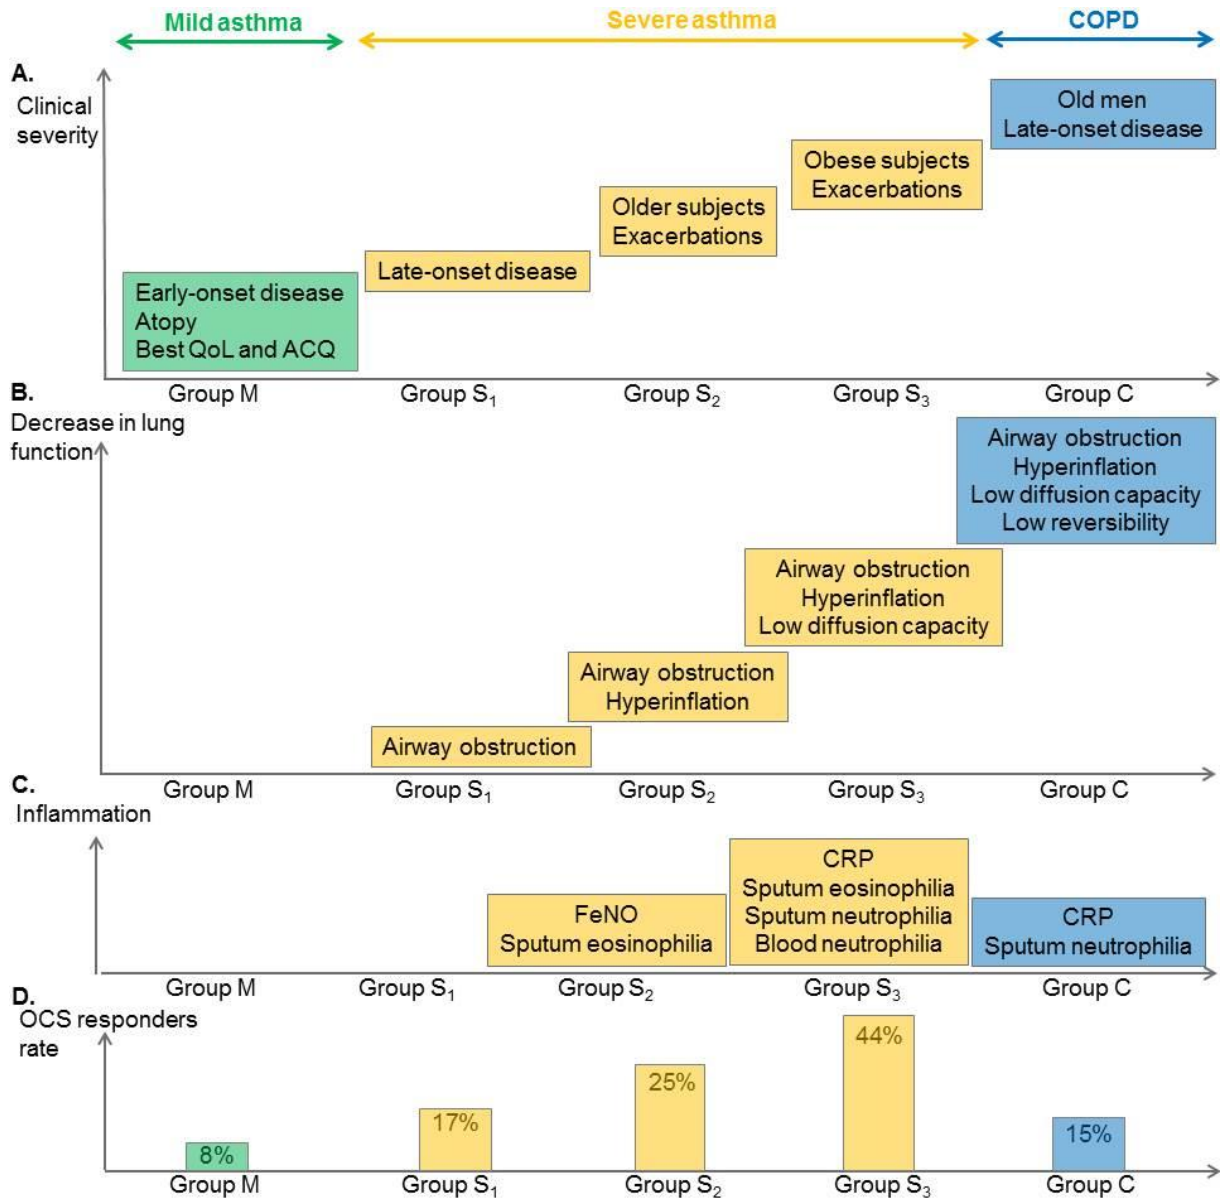 Mild asthma
Severe asthma
COPD
A.
Clinical
severity
Old men
Late-onset disease
Obese subjects
Exacerbations
Older subjects
Exacerbations
Late-onset disease
Early-onset disease
Atopy
Best QoL and ACQ
Group M
Group S₁
Group S₂
Group S₃
Group C
B.
Decrease in lung
function
Airway obstruction
Hyperinflation
Low diffusion capacity
Low reversibility
Airway obstruction
Hyperinflation
Low diffusion capacity
Airway obstruction
Hyperinflation
Airway obstruction
Group M
Group S₁
Group S₂
Group S₃
Group C
C.
Inflammation
FeNO
Sputum eosinophilia
CRP
Sputum eosinophilia
Sputum neutrophilia
Blood neutrophilia
CRP
Sputum neutrophilia
Group M
Group S₁
Group S₂
Group S₃
Group C
D.
OCS responders
rate
8%
17%
25%
44%
15%
Group M
Group S₁
Group S₂
Group S₃
Group C